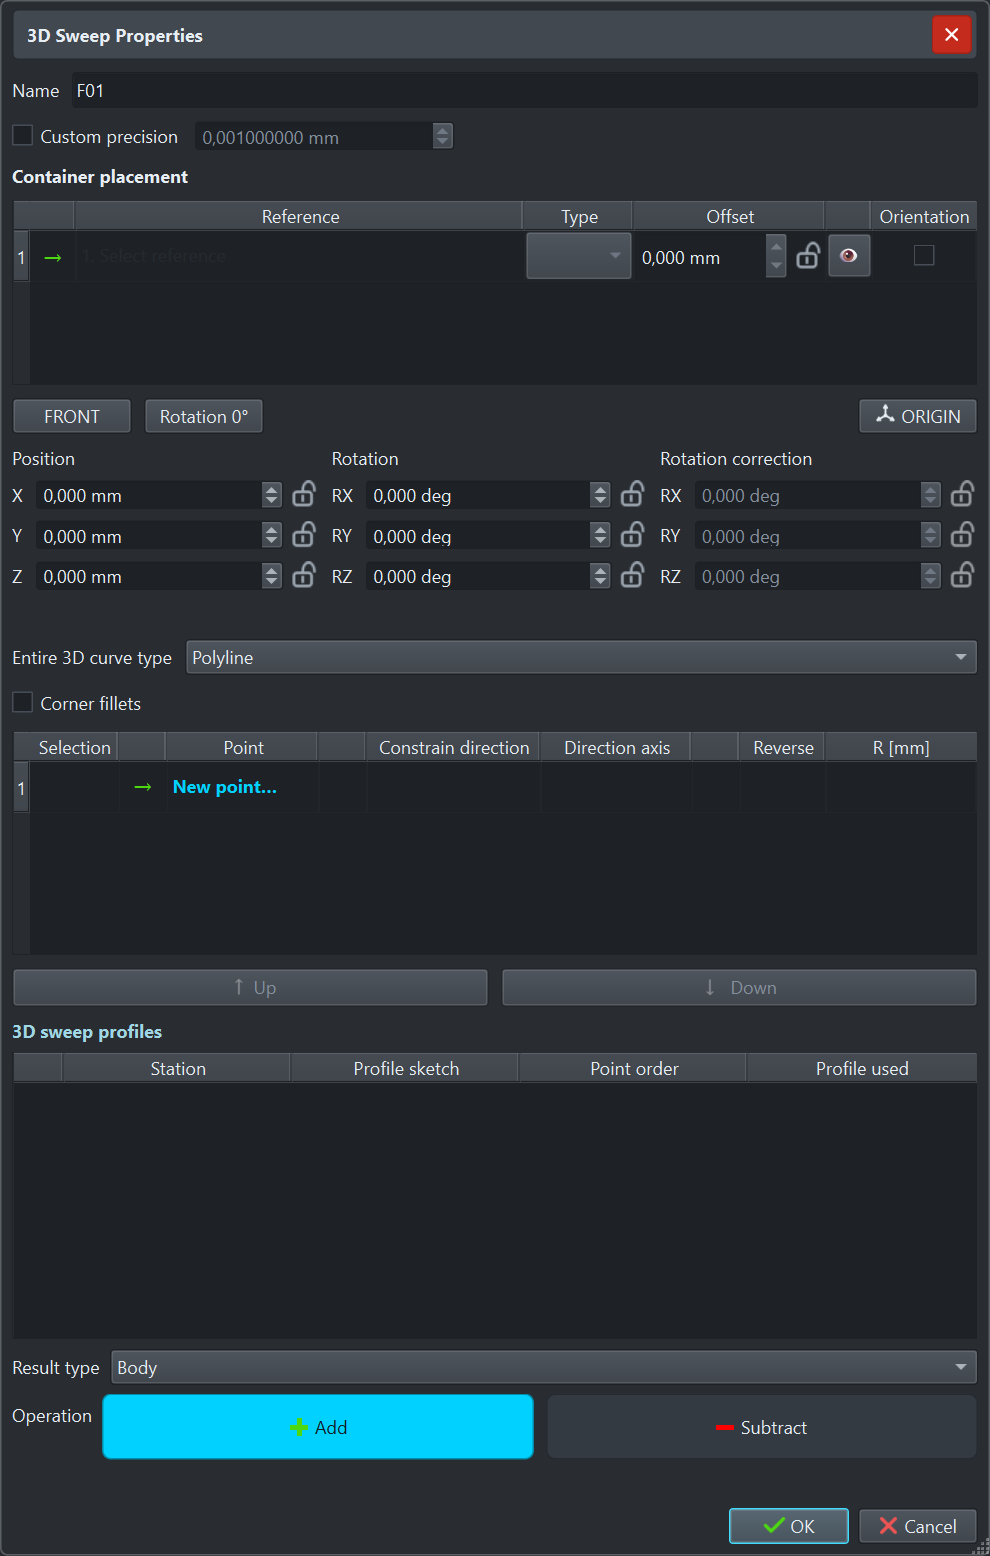 3D Sweep Properties
Name F01
Custom precision 0,001000000 mm
Container placement
Reference Type Offset Orientation
1 → 1. Select reference 0,000 mm
FRONT Rotation 0° ORIGIN
Position Rotation Rotation correction
X 0,000 mm RX 0,000 deg RX 0,000 deg
Y 0,000 mm RY 0,000 deg RY 0,000 deg
Z 0,000 mm RZ 0,000 deg RZ 0,000 deg
Entire 3D curve type Polyline
Corner fillets
Selection Point Constrain direction Direction axis Reverse R [mm]
1 → New point...
↑ Up ↓ Down
3D sweep profiles
Station Profile sketch Point order Profile used
Result type Body
Operation Add Subtract
OK Cancel